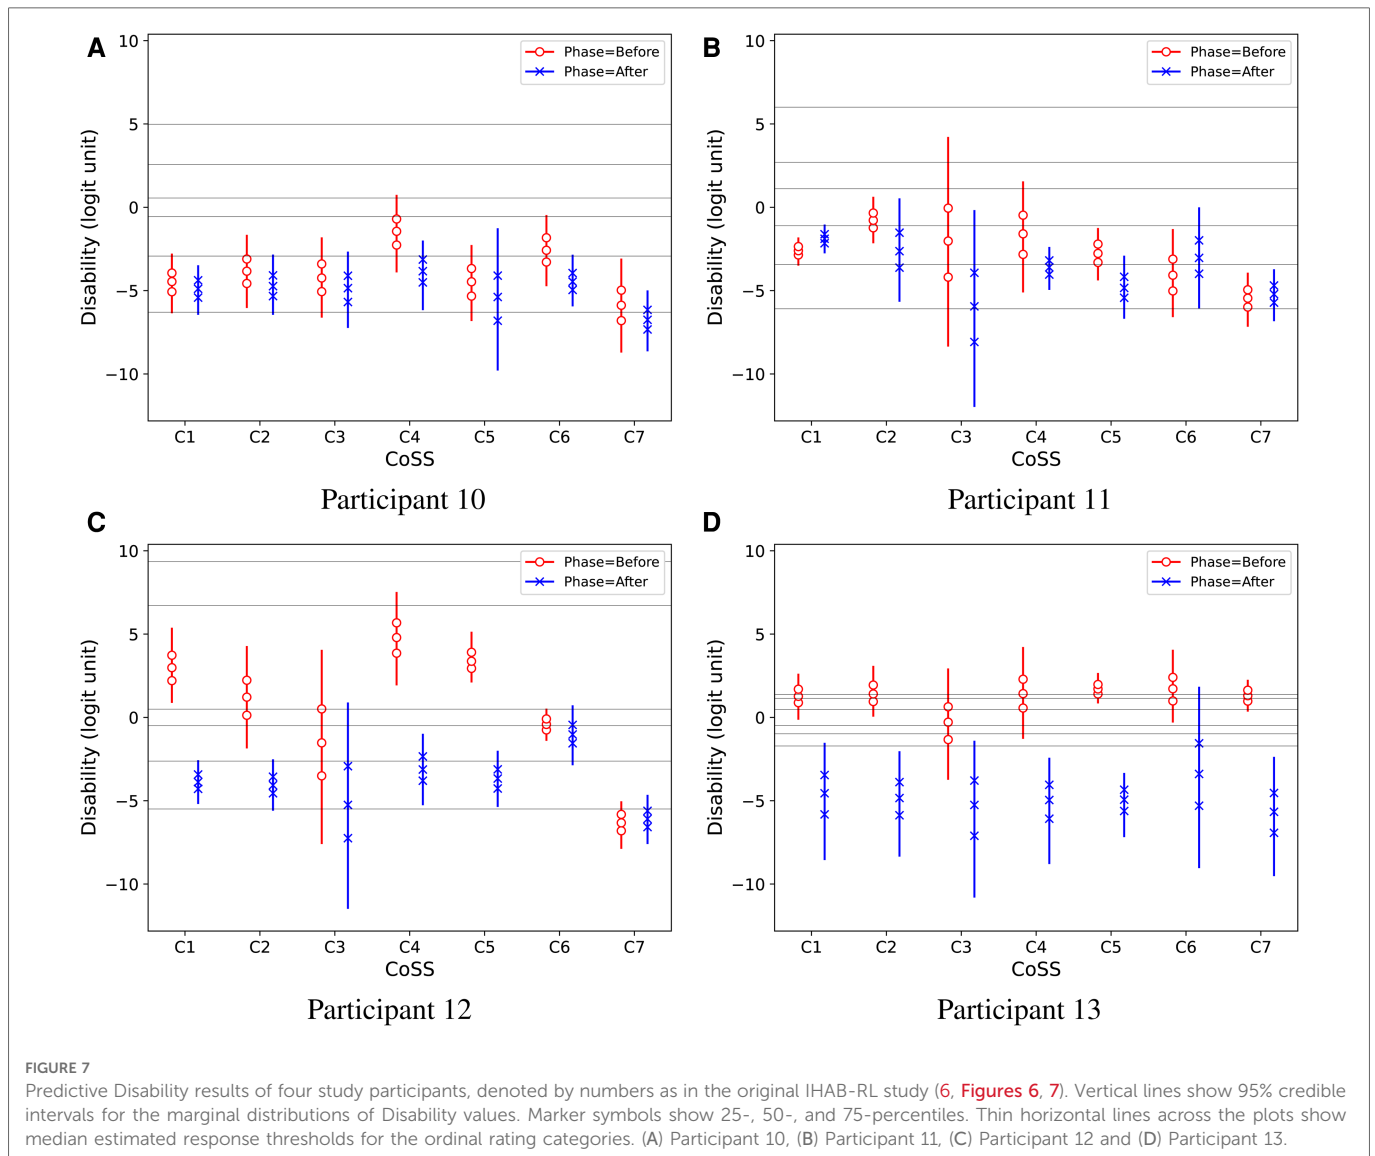 A
10
5
0
−5
−10
Disability (logit unit)
Phase=Before
Phase=After
C1 C2 C3 C4 C5 C6 C7
CoSS
Participant 10
B
10
5
0
−5
−10
Disability (logit unit)
Phase=Before
Phase=After
C1 C2 C3 C4 C5 C6 C7
CoSS
Participant 11
C
10
5
0
−5
−10
Disability (logit unit)
Phase=Before
Phase=After
C1 C2 C3 C4 C5 C6 C7
CoSS
Participant 12
D
10
5
0
−5
−10
Disability (logit unit)
Phase=Before
Phase=After
C1 C2 C3 C4 C5 C6 C7
CoSS
Participant 13
FIGURE 7
Predictive Disability results of four study participants, denoted by numbers as in the original IHAB-RL study (6, Figures 6, 7). Vertical lines show 95% credible
intervals for the marginal distributions of Disability values. Marker symbols show 25-, 50-, and 75-percentiles. Thin horizontal lines across the plots show
median estimated response thresholds for the ordinal rating categories. (A) Participant 10, (B) Participant 11, (C) Participant 12 and (D) Participant 13.